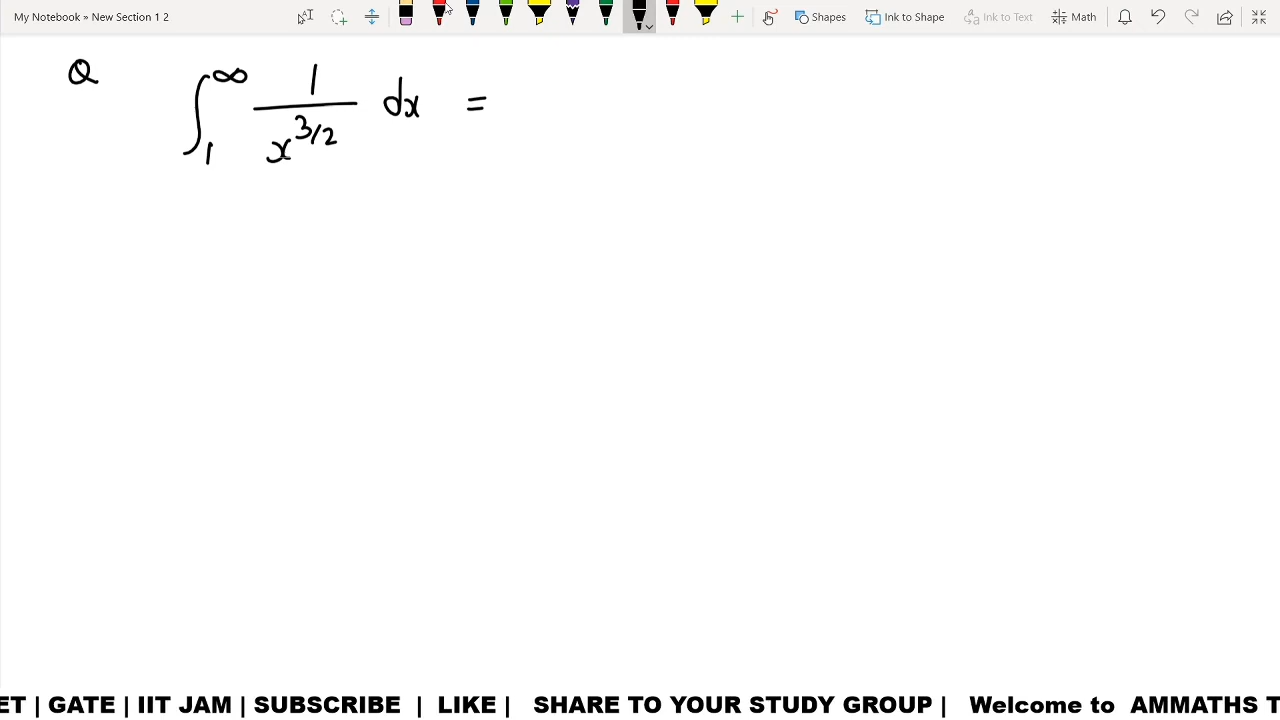 My Notebook » New Section 1 2 Shapes Ink to Shape Ink to Text Math
Q ∫₁^∞ 1/x^(3/2) dx =
ET | GATE | IIT JAM | SUBSCRIBE | LIKE | SHARE TO YOUR STUDY GROUP | Welcome to AMMATHS T